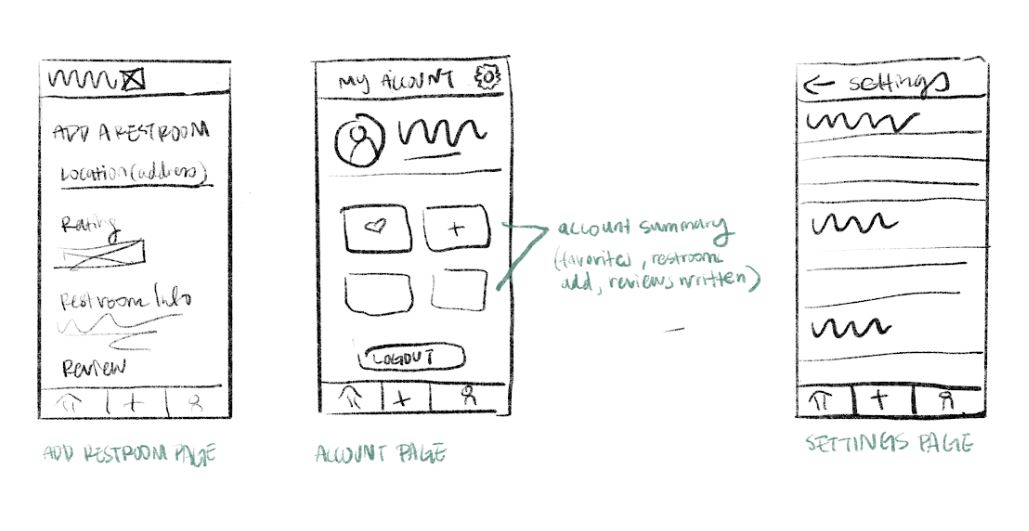 ADD A RESTROOM
Location (address)
Rating
Restroom Info
Review
ADD RESTROOM PAGE
MY ACCOUNT
LOGOUT
ACCOUNT PAGE
account summary
(favorites, restroom
add, reviews written)
← settings
SETTINGS PAGE